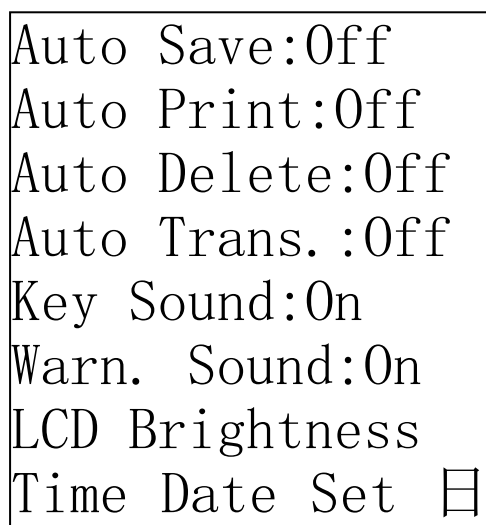 Auto Save:Off
Auto Print:Off
Auto Delete:Off
Auto Trans.:Off
Key Sound:On
Warn. Sound:On
LCD Brightness
Time Date Set 日